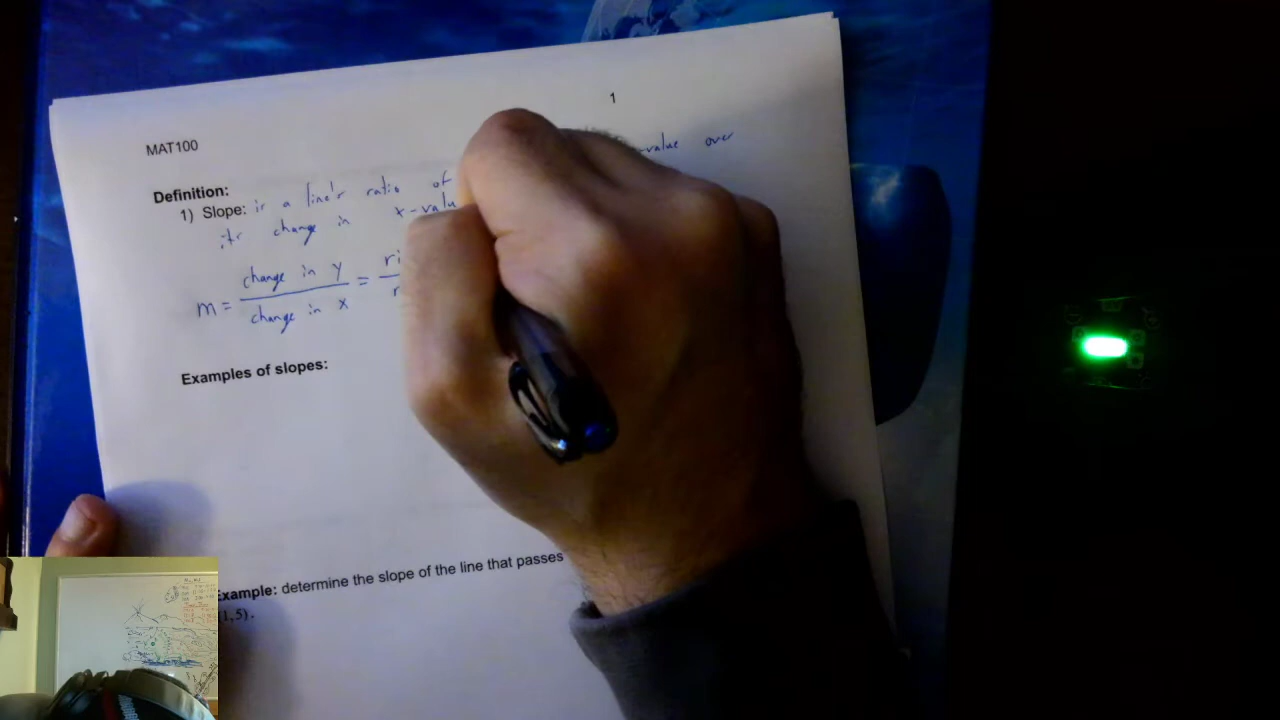 1
MAT100
Definition:
1) Slope: is a line's ratio of -value over
its change in x-valu
m = change in y / change in x = ri / r
Examples of slopes:
Example: determine the slope of the line that passes
1,5).